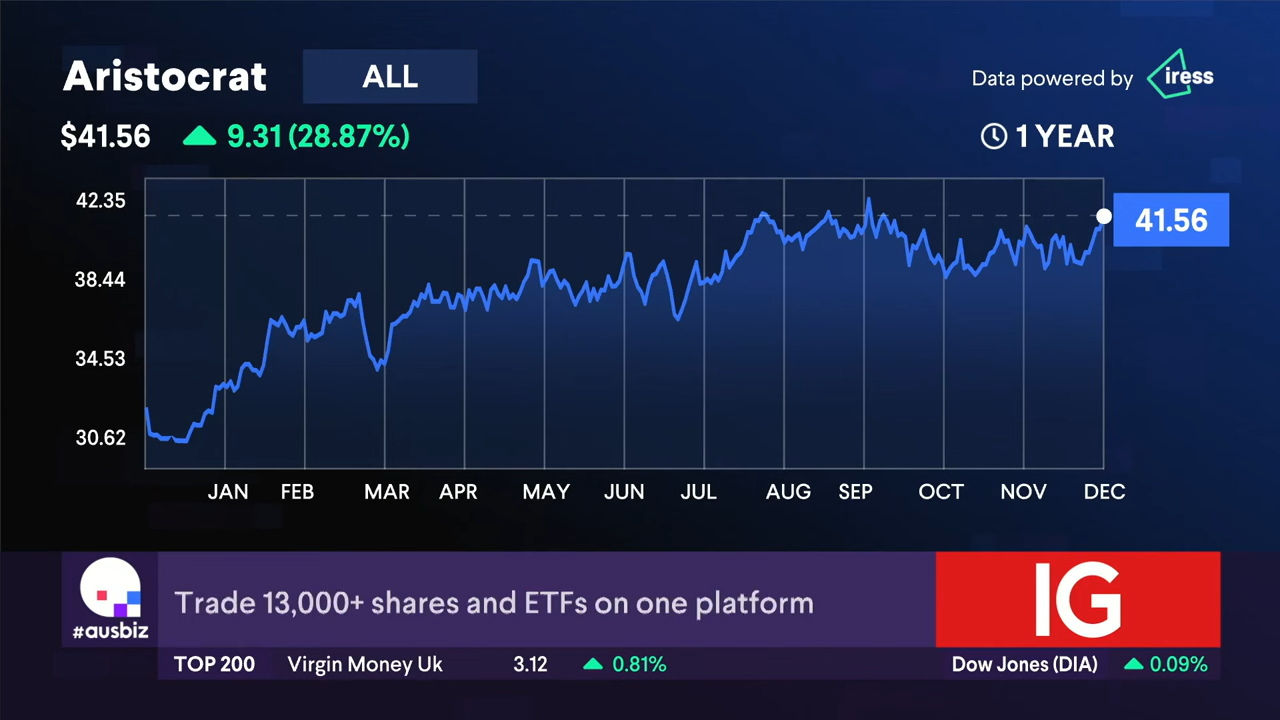 Aristocrat ALL
Data powered by iress
$41.56 9.31 (28.87%)
1 YEAR
42.35
41.56
38.44
34.53
30.62
JAN FEB MAR APR MAY JUN JUL AUG SEP OCT NOV DEC
Trade 13,000+ shares and ETFs on one platform
IG
#ausbiz
TOP 200 Virgin Money Uk 3.12 0.81% Dow Jones (DIA) 0.09%